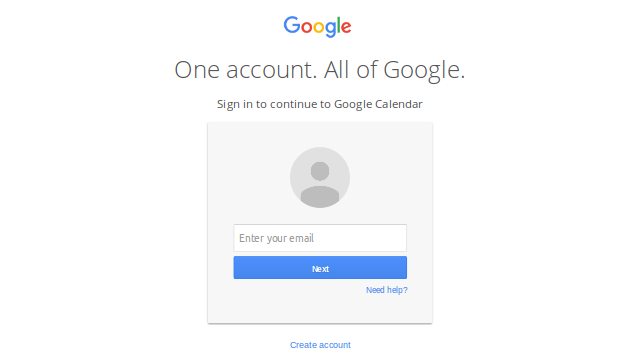 Google
One account. All of Google.
Sign in to continue to Google Calendar
Enter your email
Next
Need help?
Create account